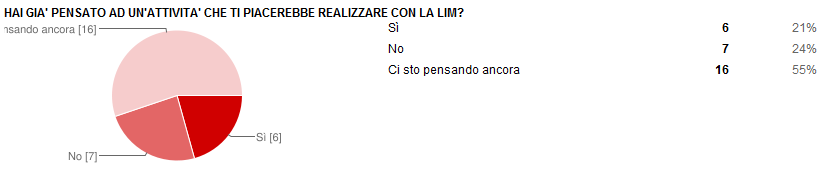 HAI GIA' PENSATO AD UN'ATTIVITA' CHE TI PIACEREBBE REALIZZARE CON LA LIM?
nsando ancora [16]
Sì 6 21%
No 7 24%
Ci sto pensando ancora 16 55%
Sì [6]
No [7]